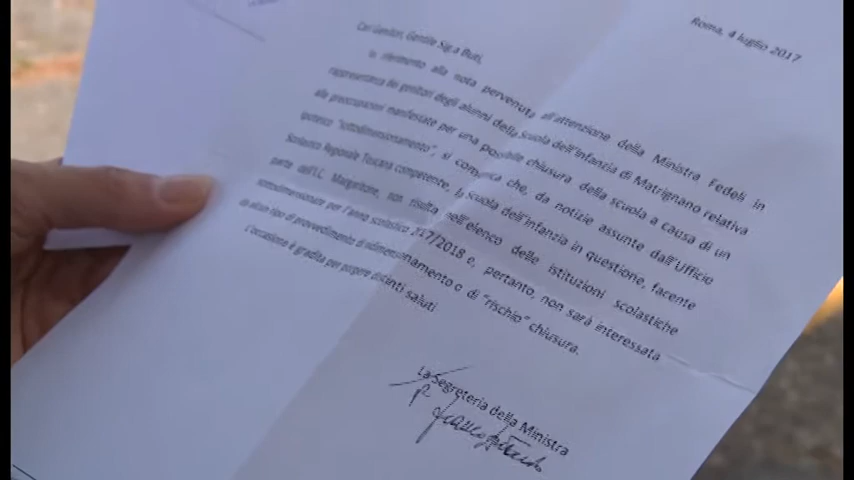 Roma, 4 luglio 2017
Cari Genitori, Gentile Sig.a Buti,
in riferimento alla nota pervenuta all'attenzione della Ministra Fedeli in
rappresentanza dei genitori degli alunni della Scuola dell'Infanzia di Matrignano relativa
alle preoccupazioni manifestate per una possibile chiusura della scuola a causa di un
ipotetico "sottodimensionamento", si comunica che, da notizie assunte dall'Ufficio
Scolastico Regionale Toscana competente, la scuola dell'Infanzia in questione, facente
parte dell'I.C. Margaritone, non risulta nell'elenco delle istituzioni scolastiche
sottodimensionate per l'anno scolastico 2017/2018 e, pertanto, non sarà interessata
da alcun tipo di provvedimento di ridimensionamento o di "rischio" chiusura.
L'occasione è gradita per porgere distinti saluti
La Segreteria della Ministra